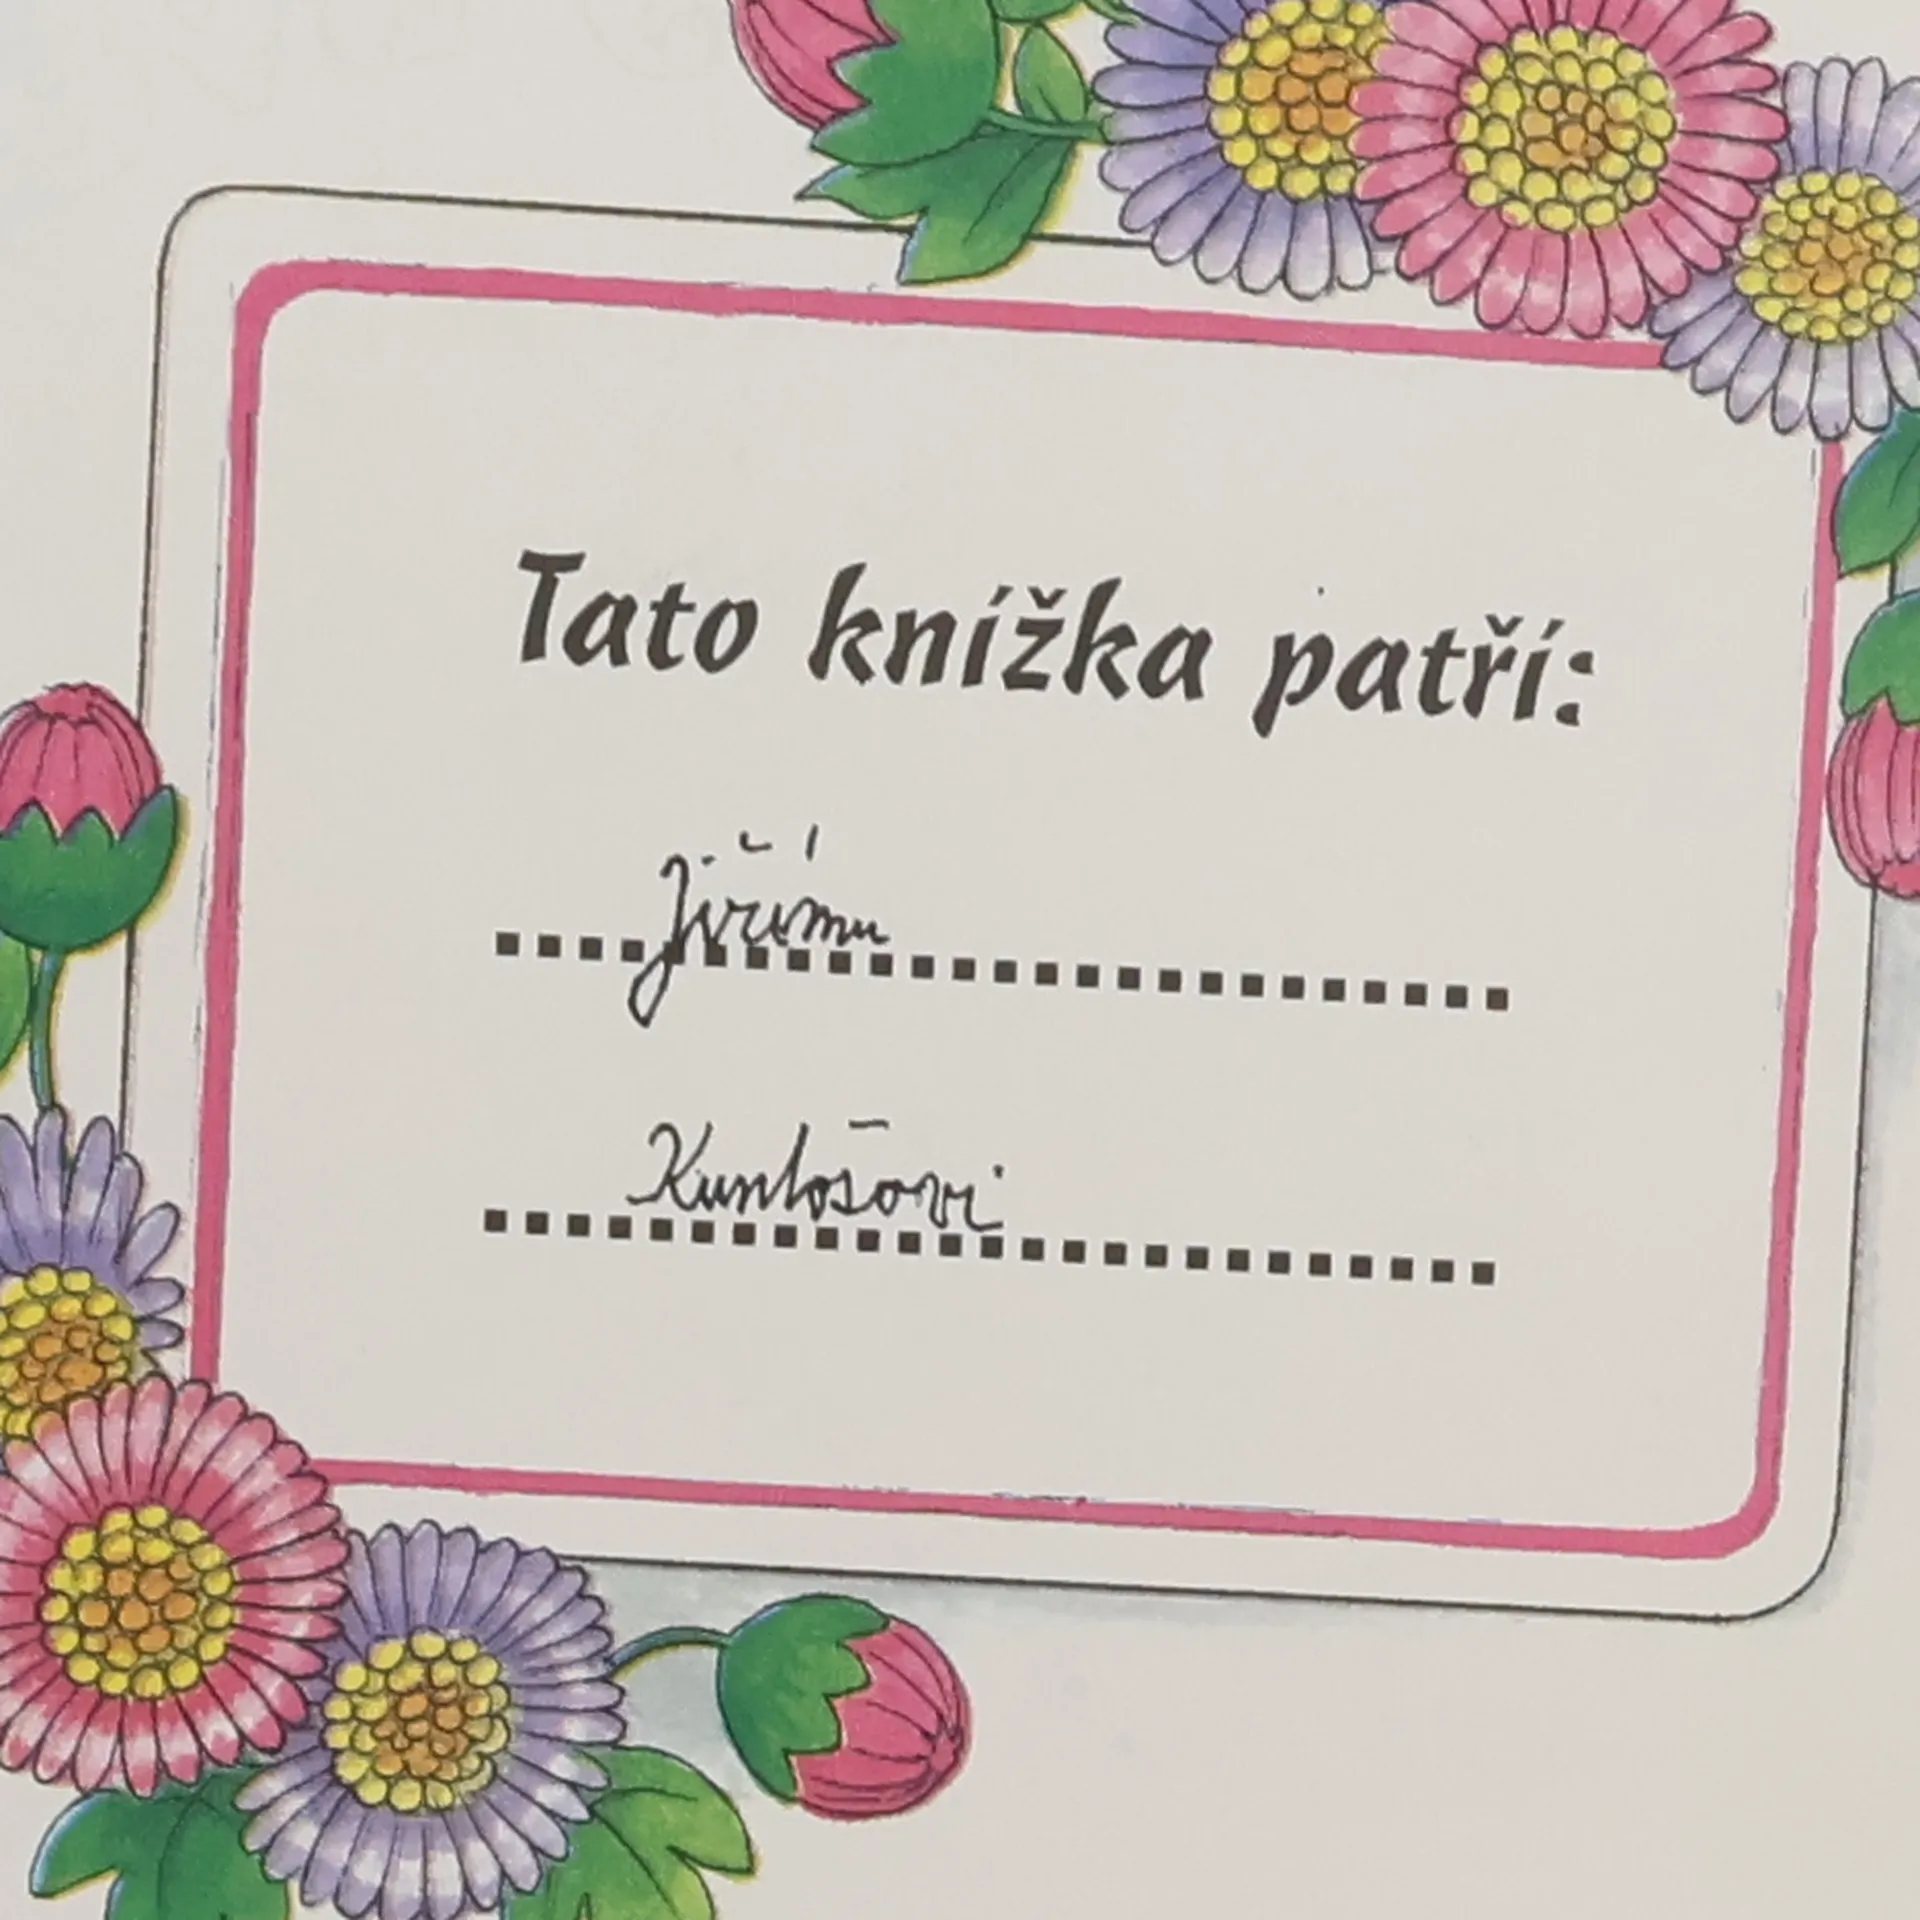 Tato knížka patří:
Jiřímu
Kuntošovi